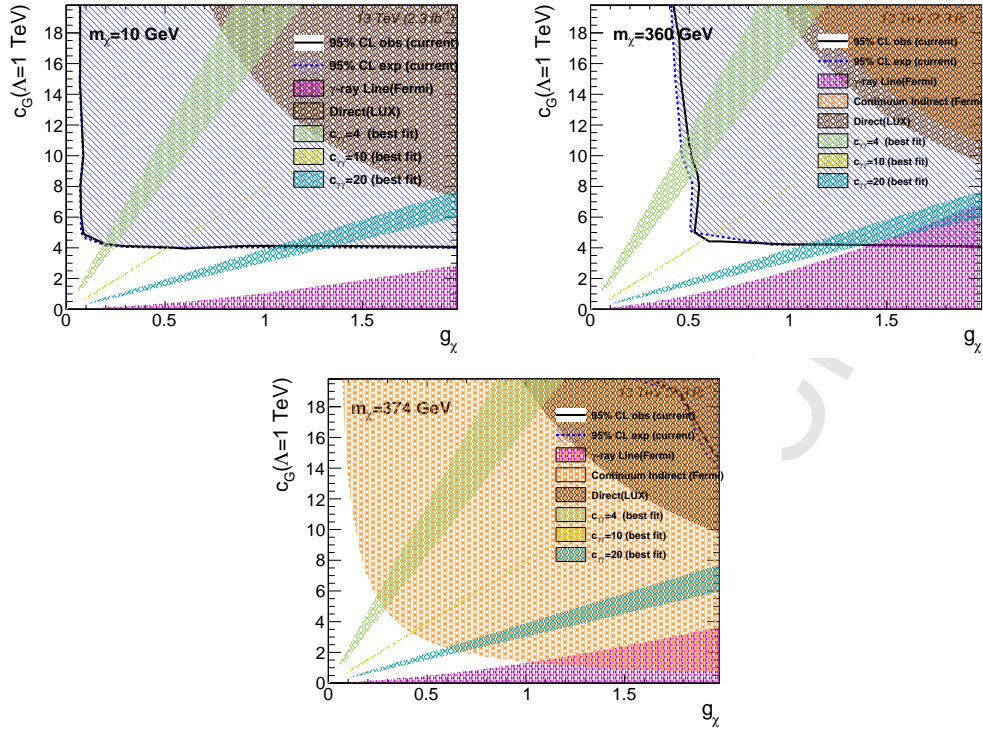 13 TeV (2.3 fb
m_χ=10 GeV
c_G(Λ=1 TeV)
95% CL obs (current)
95% CL exp (current)
γ-ray Line(Fermi)
Direct(LUX)
c_γγ=4 (best fit)
c_γγ=10 (best fit)
c_γγ=20 (best fit)
18
16
14
12
10
8
6
4
2
0
0 0.5 1 1.5
g_χ
13 TeV (2.3 fb
m_χ=360 GeV
c_G(Λ=1 TeV)
95% CL obs (current)
95% CL exp (current)
γ-ray Line(Fermi)
Continuum Indirect (Fermi)
Direct(LUX)
c_γγ=4 (best fit)
c_γγ=10 (best fit)
c_γγ=20 (best fit)
18
16
14
12
10
8
6
4
2
0
0 0.5 1 1.5
g_χ
13 TeV
m_χ=374 GeV
c_G(Λ=1 TeV)
95% CL obs (current)
95% CL exp (current)
γ-ray Line(Fermi)
Continuum Indirect (Fermi)
Direct(LUX)
c_γγ=4 (best fit)
c_γγ=10 (best fit)
c_γγ=20 (best fit)
18
16
14
12
10
8
6
4
2
0
0 0.5 1 1.5
g_χ